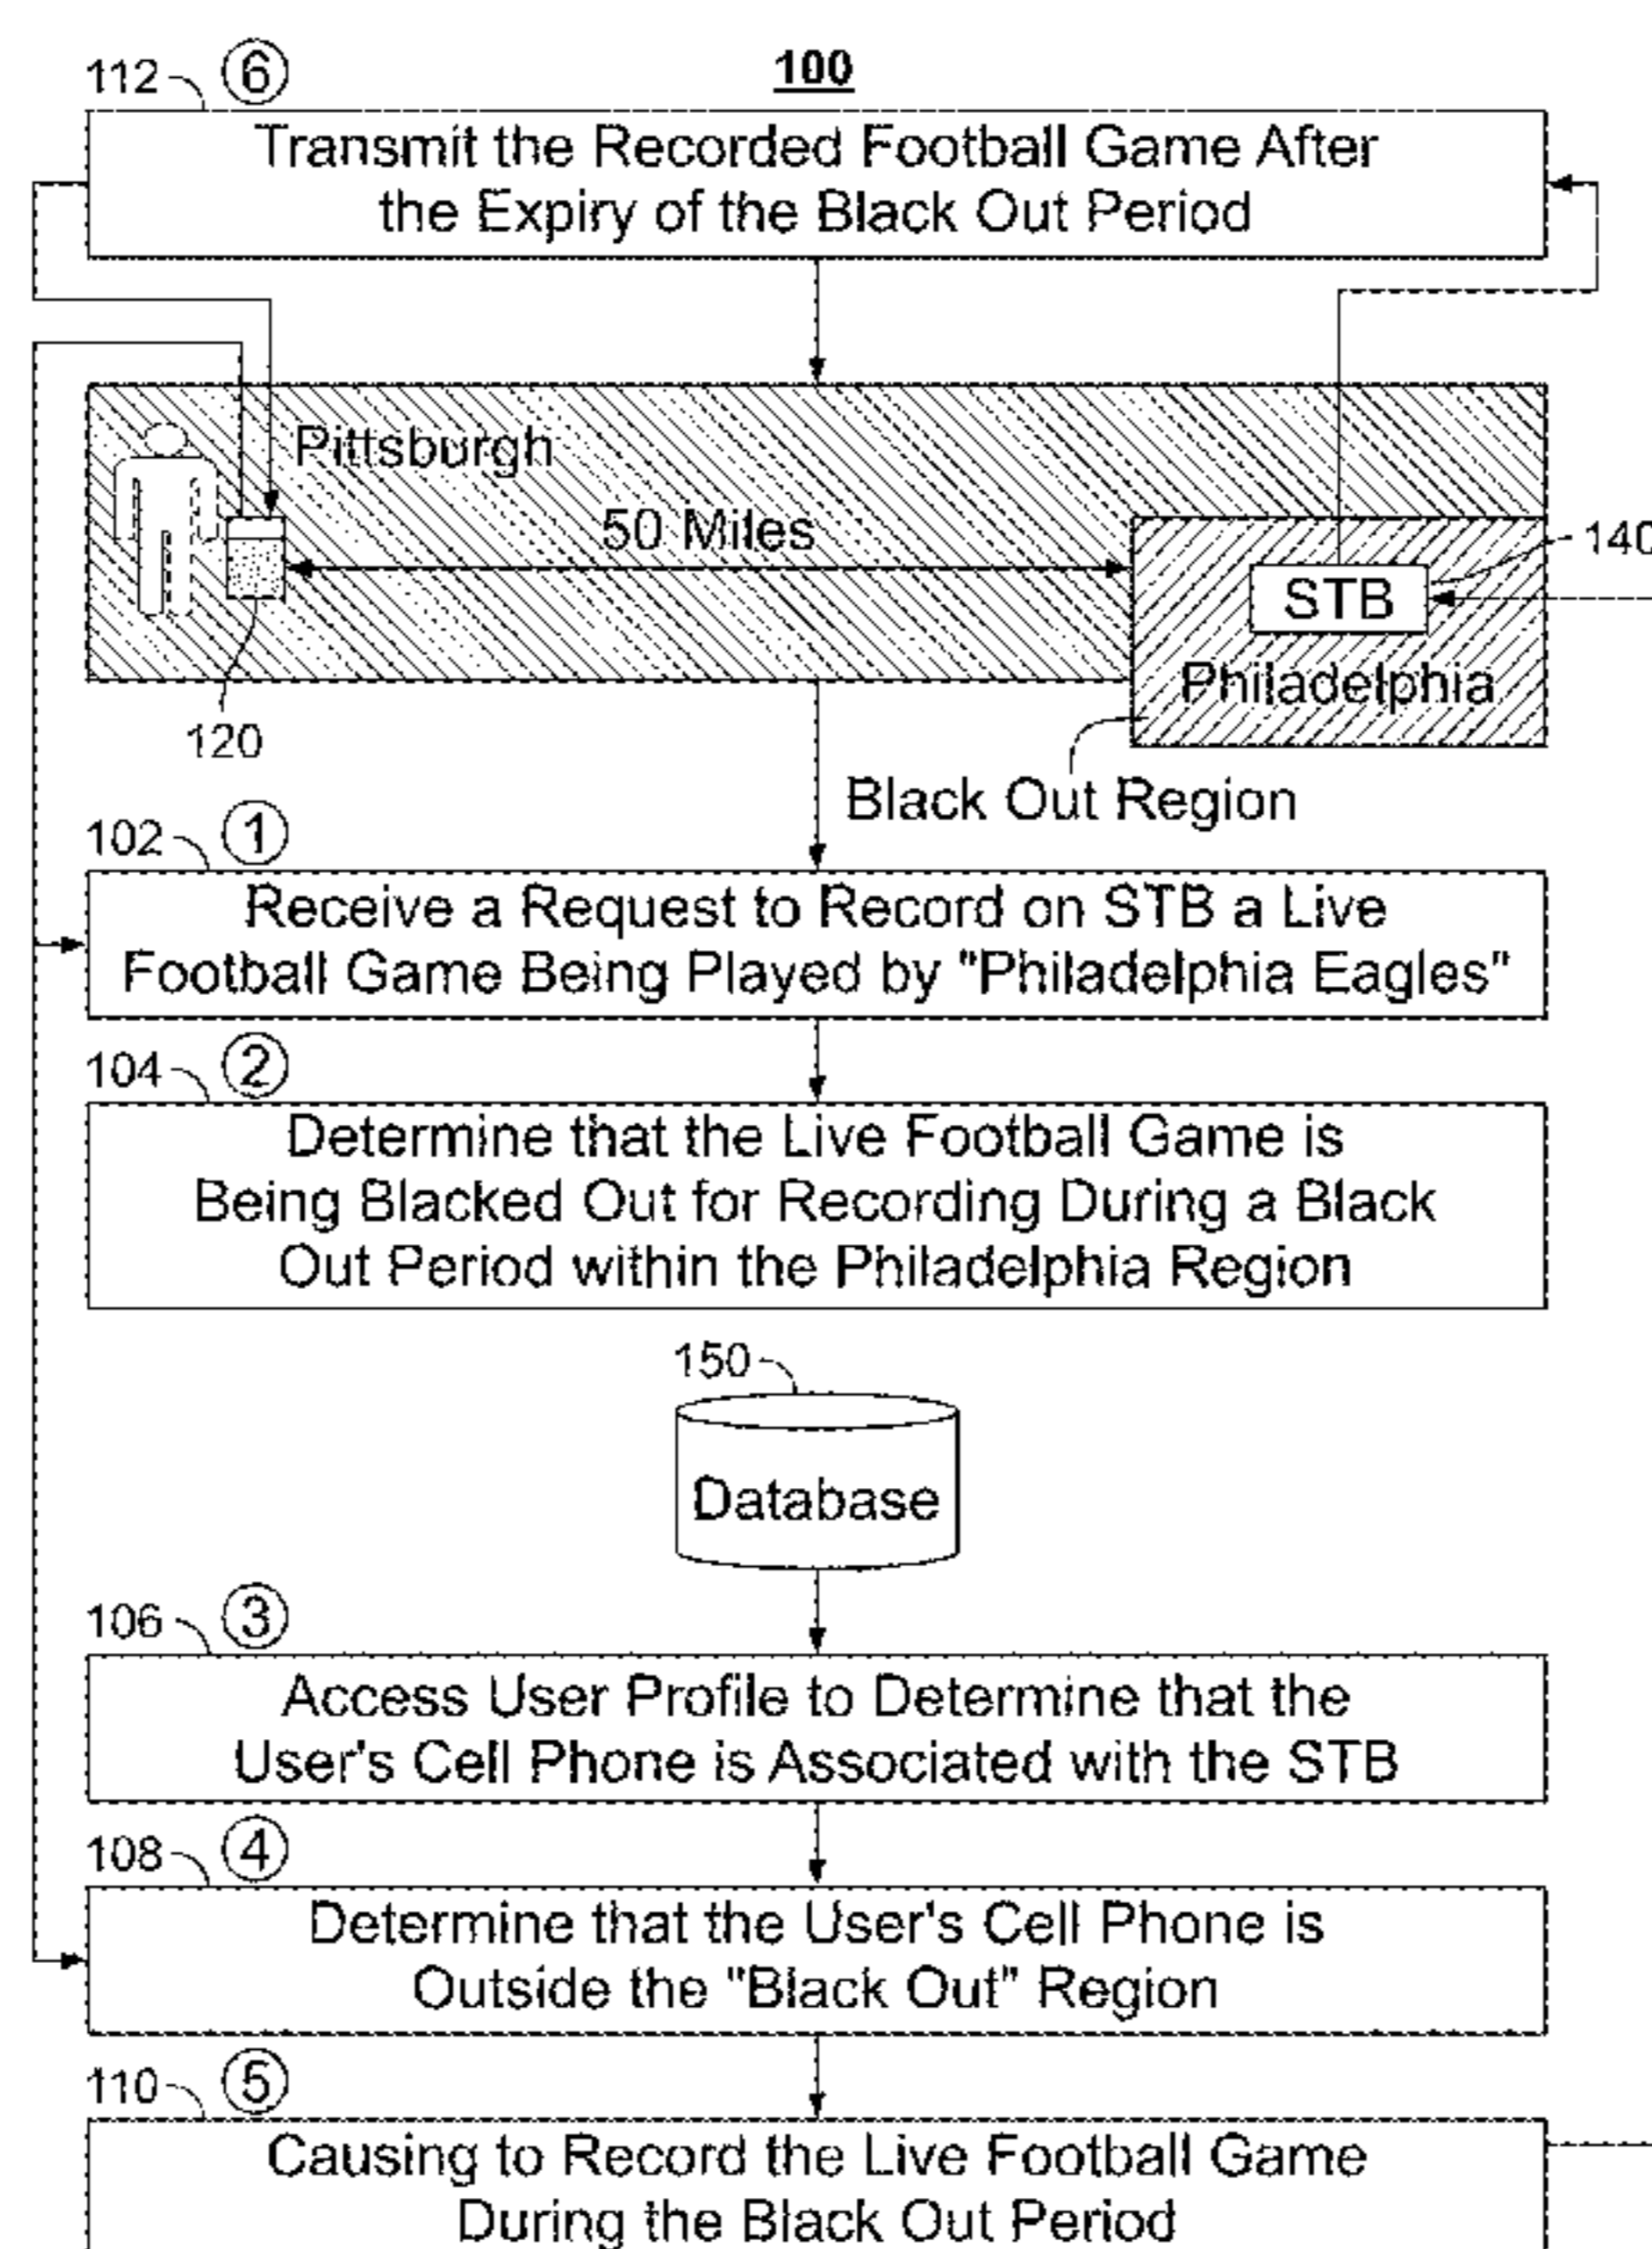 100
112 ⑥
Transmit the Recorded Football Game After
the Expiry of the Black Out Period
Pittsburgh
50 Miles
140
STB
Philadelphia
120
Black Out Region
102 ①
Receive a Request to Record on STB a Live
Football Game Being Played by "Philadelphia Eagles"
104 ②
Determine that the Live Football Game is
Being Blacked Out for Recording During a Black
Out Period within the Philadelphia Region
150
Database
106 ③
Access User Profile to Determine that the
User's Cell Phone is Associated with the STB
108 ④
Determine that the User's Cell Phone is
Outside the "Black Out" Region
110 ⑤
Causing to Record the Live Football Game
During the Black Out Period